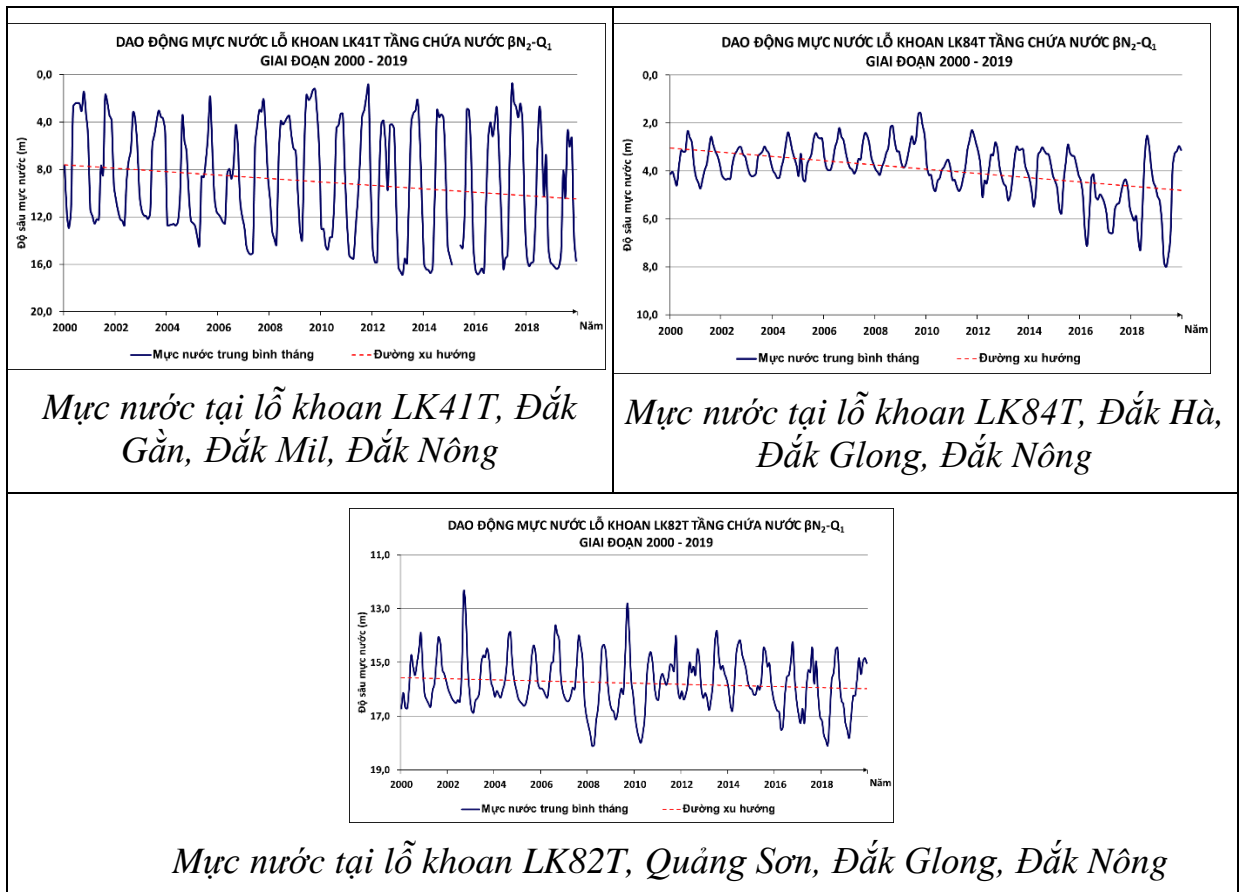 DAO ĐỘNG MỰC NƯỚC LỖ KHOAN LK41T TẦNG CHỨA NƯỚC βN₂-Q₁
GIAI ĐOẠN 2000 - 2019
Độ sâu mực nước (m)
0,0
4,0
8,0
12,0
16,0
20,0
2000 2002 2004 2006 2008 2010 2012 2014 2016 2018 Năm
Mực nước trung bình tháng Đường xu hướng
Mực nước tại lỗ khoan LK41T, Đắk
Gằn, Đắk Mil, Đắk Nông
DAO ĐỘNG MỰC NƯỚC LỖ KHOAN LK84T TẦNG CHỨA NƯỚC βN₂-Q₁
GIAI ĐOẠN 2000 - 2019
Độ sâu mực nước (m)
0,0
2,0
4,0
6,0
8,0
10,0
2000 2002 2004 2006 2008 2010 2012 2014 2016 2018 Năm
Mực nước trung bình tháng Đường xu hướng
Mực nước tại lỗ khoan LK84T, Đắk Hà,
Đắk Glong, Đắk Nông
DAO ĐỘNG MỰC NƯỚC LỖ KHOAN LK82T TẦNG CHỨA NƯỚC βN₂-Q₁
GIAI ĐOẠN 2000 - 2019
Độ sâu mực nước (m)
11,0
13,0
15,0
17,0
19,0
2000 2002 2004 2006 2008 2010 2012 2014 2016 2018 Năm
Mực nước trung bình tháng Đường xu hướng
Mực nước tại lỗ khoan LK82T, Quảng Sơn, Đắk Glong, Đắk Nông